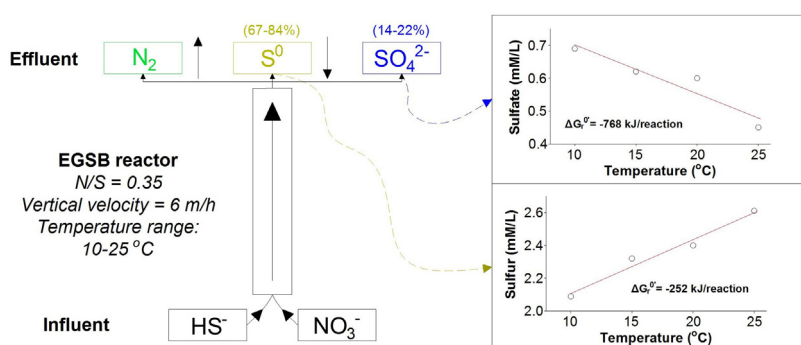 (67-84%)
(14-22%)
Effluent
N₂
S⁰
SO₄²⁻
EGSB reactor
N/S = 0.35
Vertical velocity = 6 m/h
Temperature range:
10-25 °C
Influent
HS⁻
NO₃⁻
Sulfate (mM/L)
0.7
0.6
0.5
0.4
ΔGᵣ⁰'= -768 kJ/reaction
10
15
20
25
Temperature (°C)
Sulfur (mM/L)
2.6
2.4
2.2
2.0
ΔGᵣ⁰'= -252 kJ/reaction
10
15
20
25
Temperature (°C)